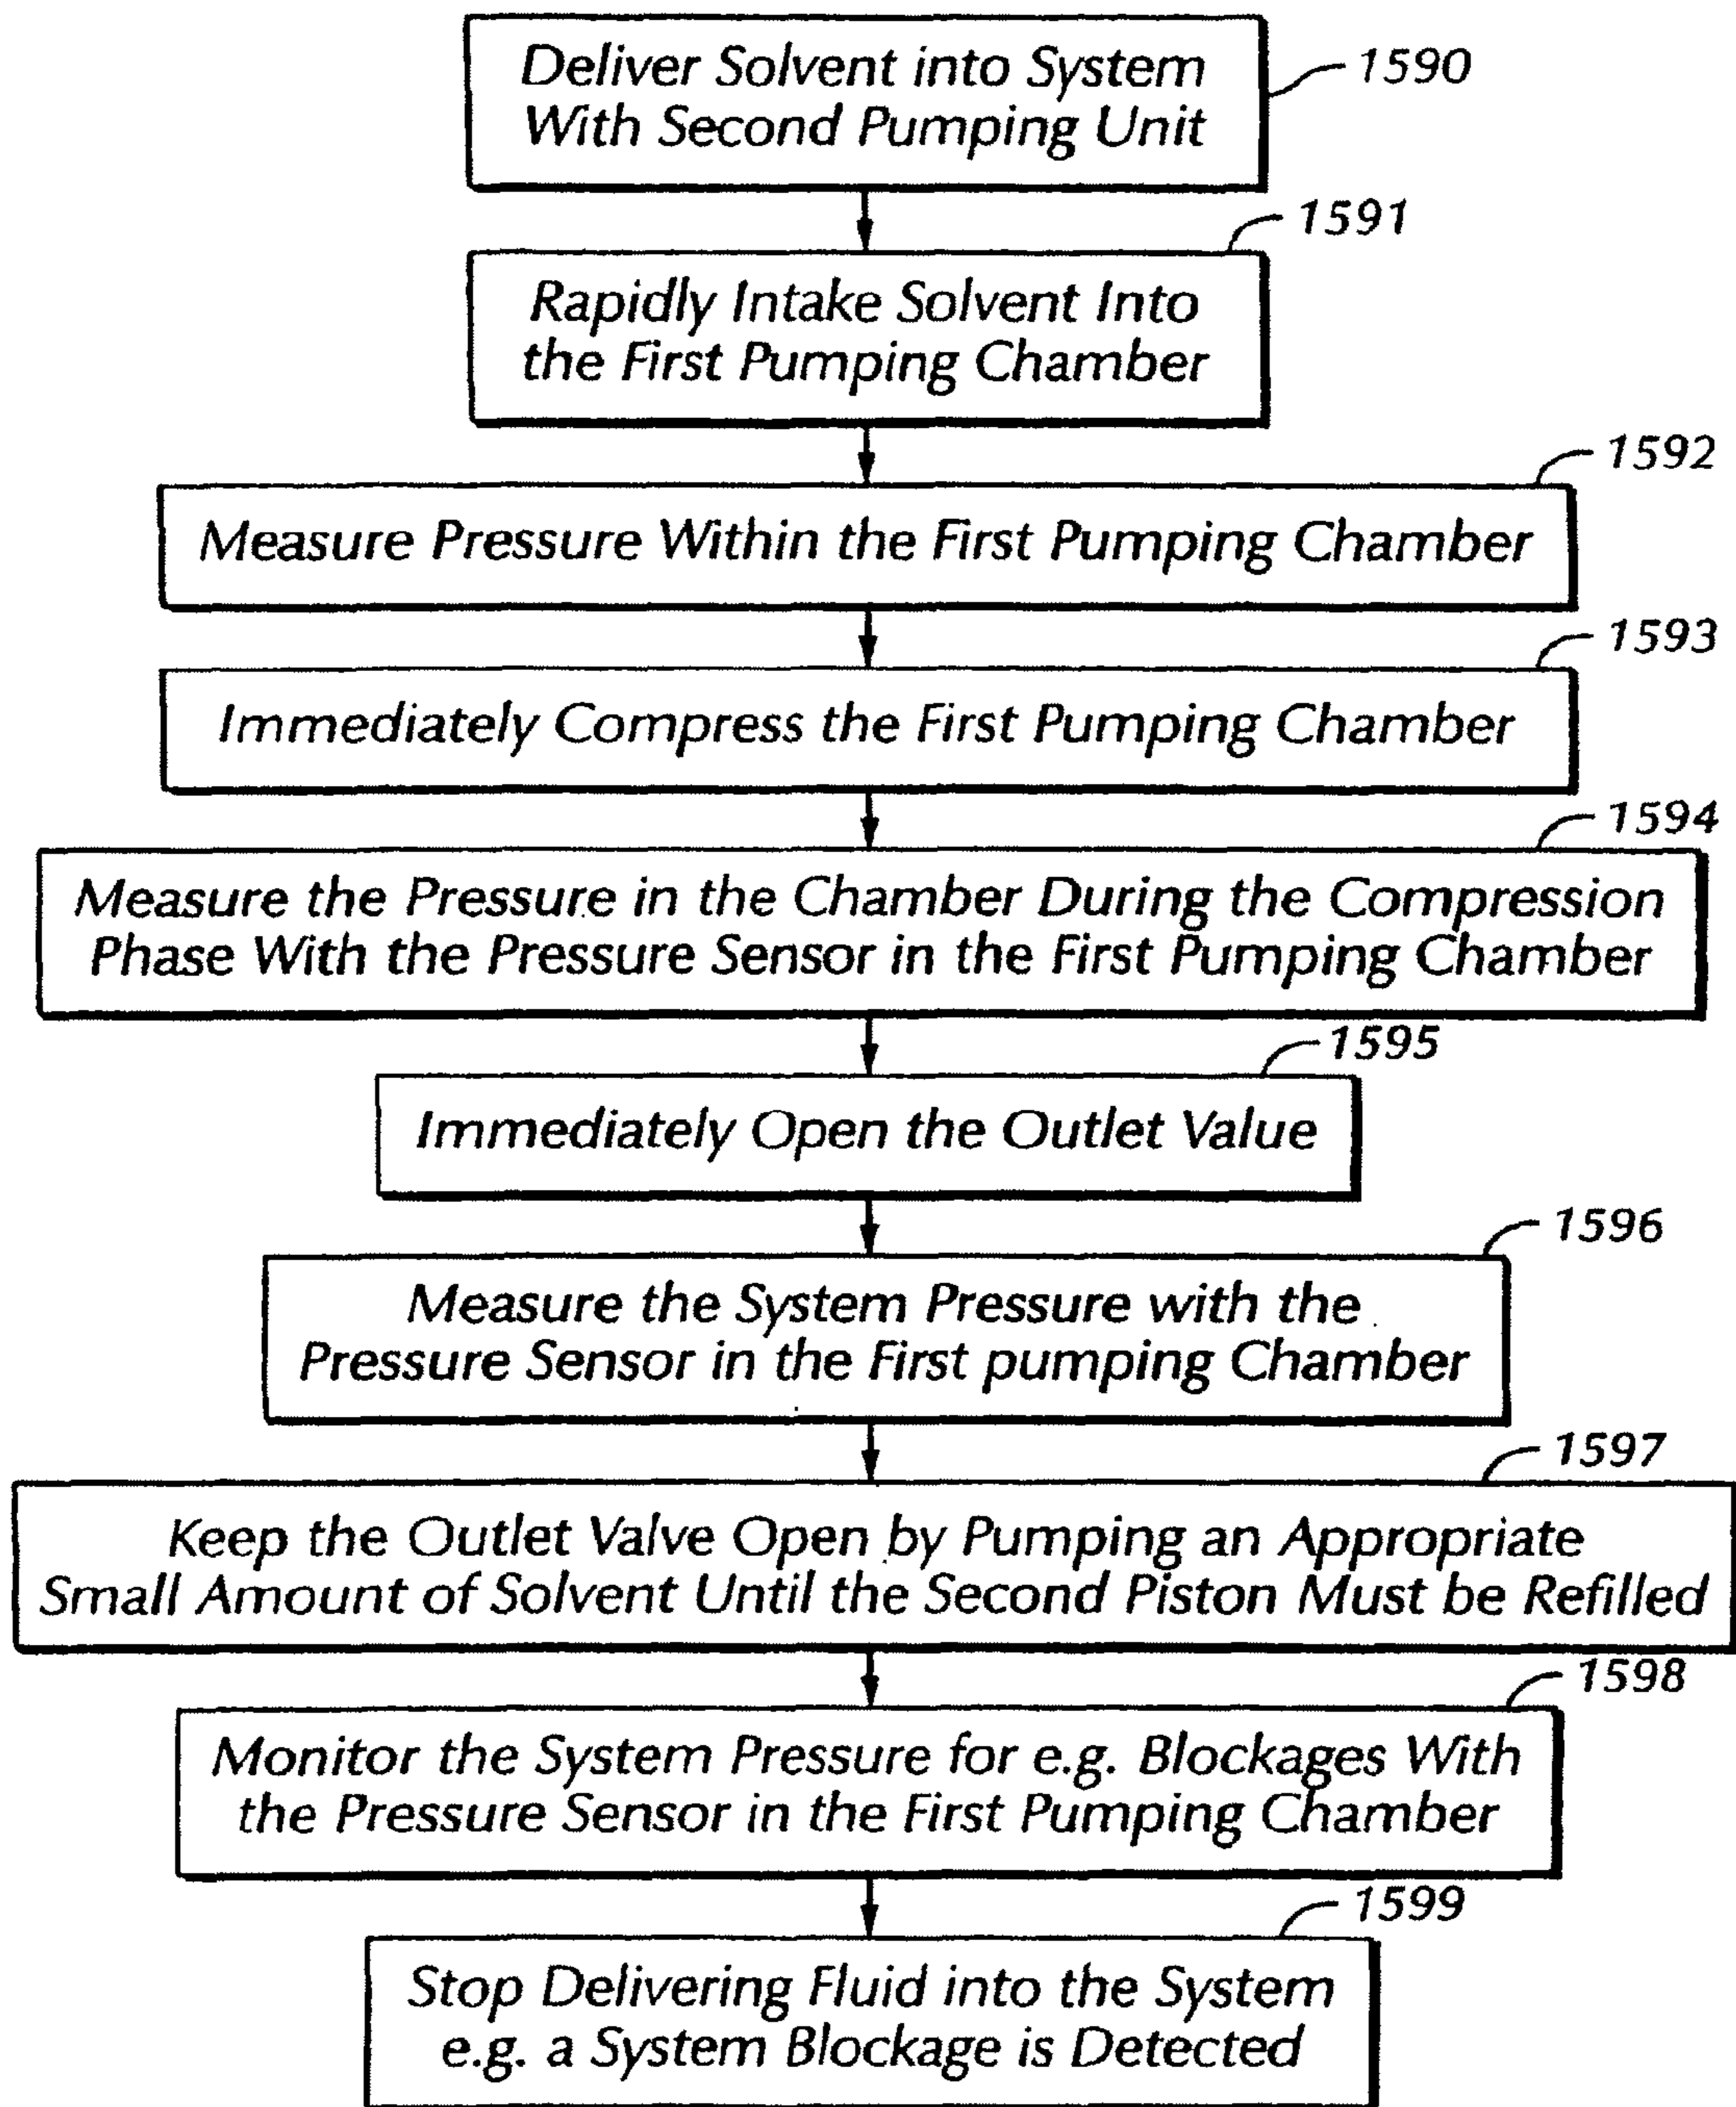 Deliver Solvent into System
With Second Pumping Unit
1590
1591
Rapidly Intake Solvent Into
the First Pumping Chamber
1592
Measure Pressure Within the First Pumping Chamber
1593
Immediately Compress the First Pumping Chamber
1594
Measure the Pressure in the Chamber During the Compression
Phase With the Pressure Sensor in the First Pumping Chamber
1595
Immediately Open the Outlet Value
1596
Measure the System Pressure with the
Pressure Sensor in the First pumping Chamber
1597
Keep the Outlet Valve Open by Pumping an Appropriate
Small Amount of Solvent Until the Second Piston Must be Refilled
1598
Monitor the System Pressure for e.g. Blockages With
the Pressure Sensor in the First Pumping Chamber
1599
Stop Delivering Fluid into the System
e.g. a System Blockage is Detected